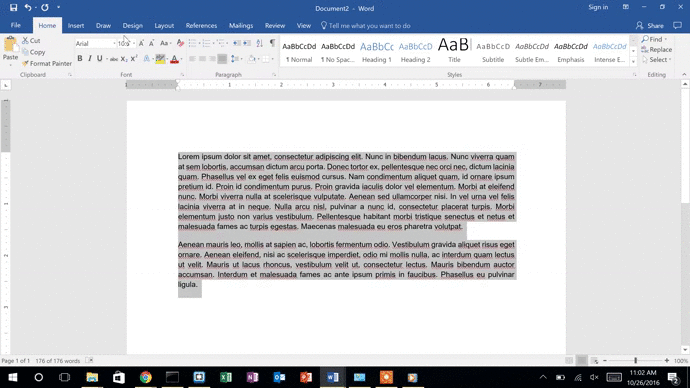 Document2 - Word
Sign in
File Home Insert Draw Design Layout References Mailings Review View Tell me what you want to do Share
Paste
Cut
Copy
Format Painter
Clipboard
Arial
Font
Paragraph
AaBbCcDd AaBbCcDd AaBbCc AaBbCcD AaB AaBbCcD AaBbCcDd AaBbCcDd AaBbCcDd
¶ Normal ¶ No Spac... Heading 1 Heading 2 Title Subtitle Subtle Em... Emphasis Intense E...
Styles
Find
Replace
Select
Editing
Lorem ipsum dolor sit amet, consectetur adipiscing elit. Nunc in bibendum lacus. Nunc viverra quam
at sem lobortis, accumsan dictum arcu porta. Donec tortor ex, pellentesque nec orci nec, dictum lacinia
quam. Phasellus vel ex eget felis euismod cursus. Nam condimentum aliquet quam, id ornare ipsum
pretium id. Proin id condimentum purus. Proin gravida iaculis dolor vel elementum. Morbi at eleifend
nunc. Morbi viverra nulla at scelerisque vulputate. Aenean sed ullamcorper nisi. In vel urna vel felis
lacinia viverra at in neque. Nulla arcu nisl, pulvinar a nunc id, consectetur placerat turpis. Morbi
elementum justo non varius vestibulum. Pellentesque habitant morbi tristique senectus et netus et
malesuada fames ac turpis egestas. Maecenas malesuada eu eros pharetra volutpat.
Aenean mauris leo, mollis at sapien ac, lobortis fermentum odio. Vestibulum gravida aliquet risus eget
ornare. Aenean eleifend, nisi ac scelerisque imperdiet, odio mi mollis nulla, ac interdum quam lectus
ut velit. Mauris ut lacus rhoncus, vestibulum velit ut, consectetur lectus. Mauris bibendum auctor
accumsan. Interdum et malesuada fames ac ante ipsum primis in faucibus. Phasellus eu pulvinar
ligula.
Page 1 of 1 176 of 176 words
100%
11:02 AM
10/26/2016